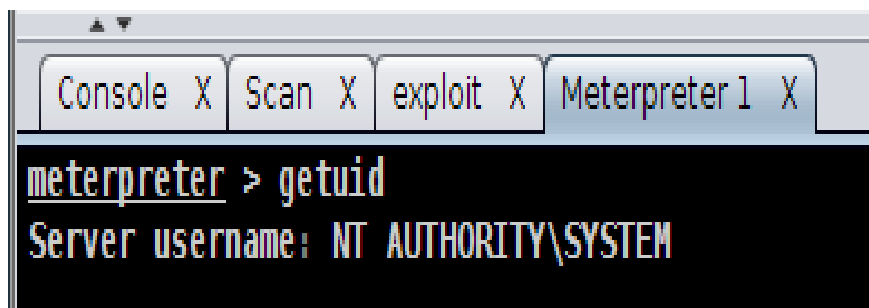 Console X Scan X exploit X Meterpreter 1 X
meterpreter > getuid
Server username: NT AUTHORITY\SYSTEM